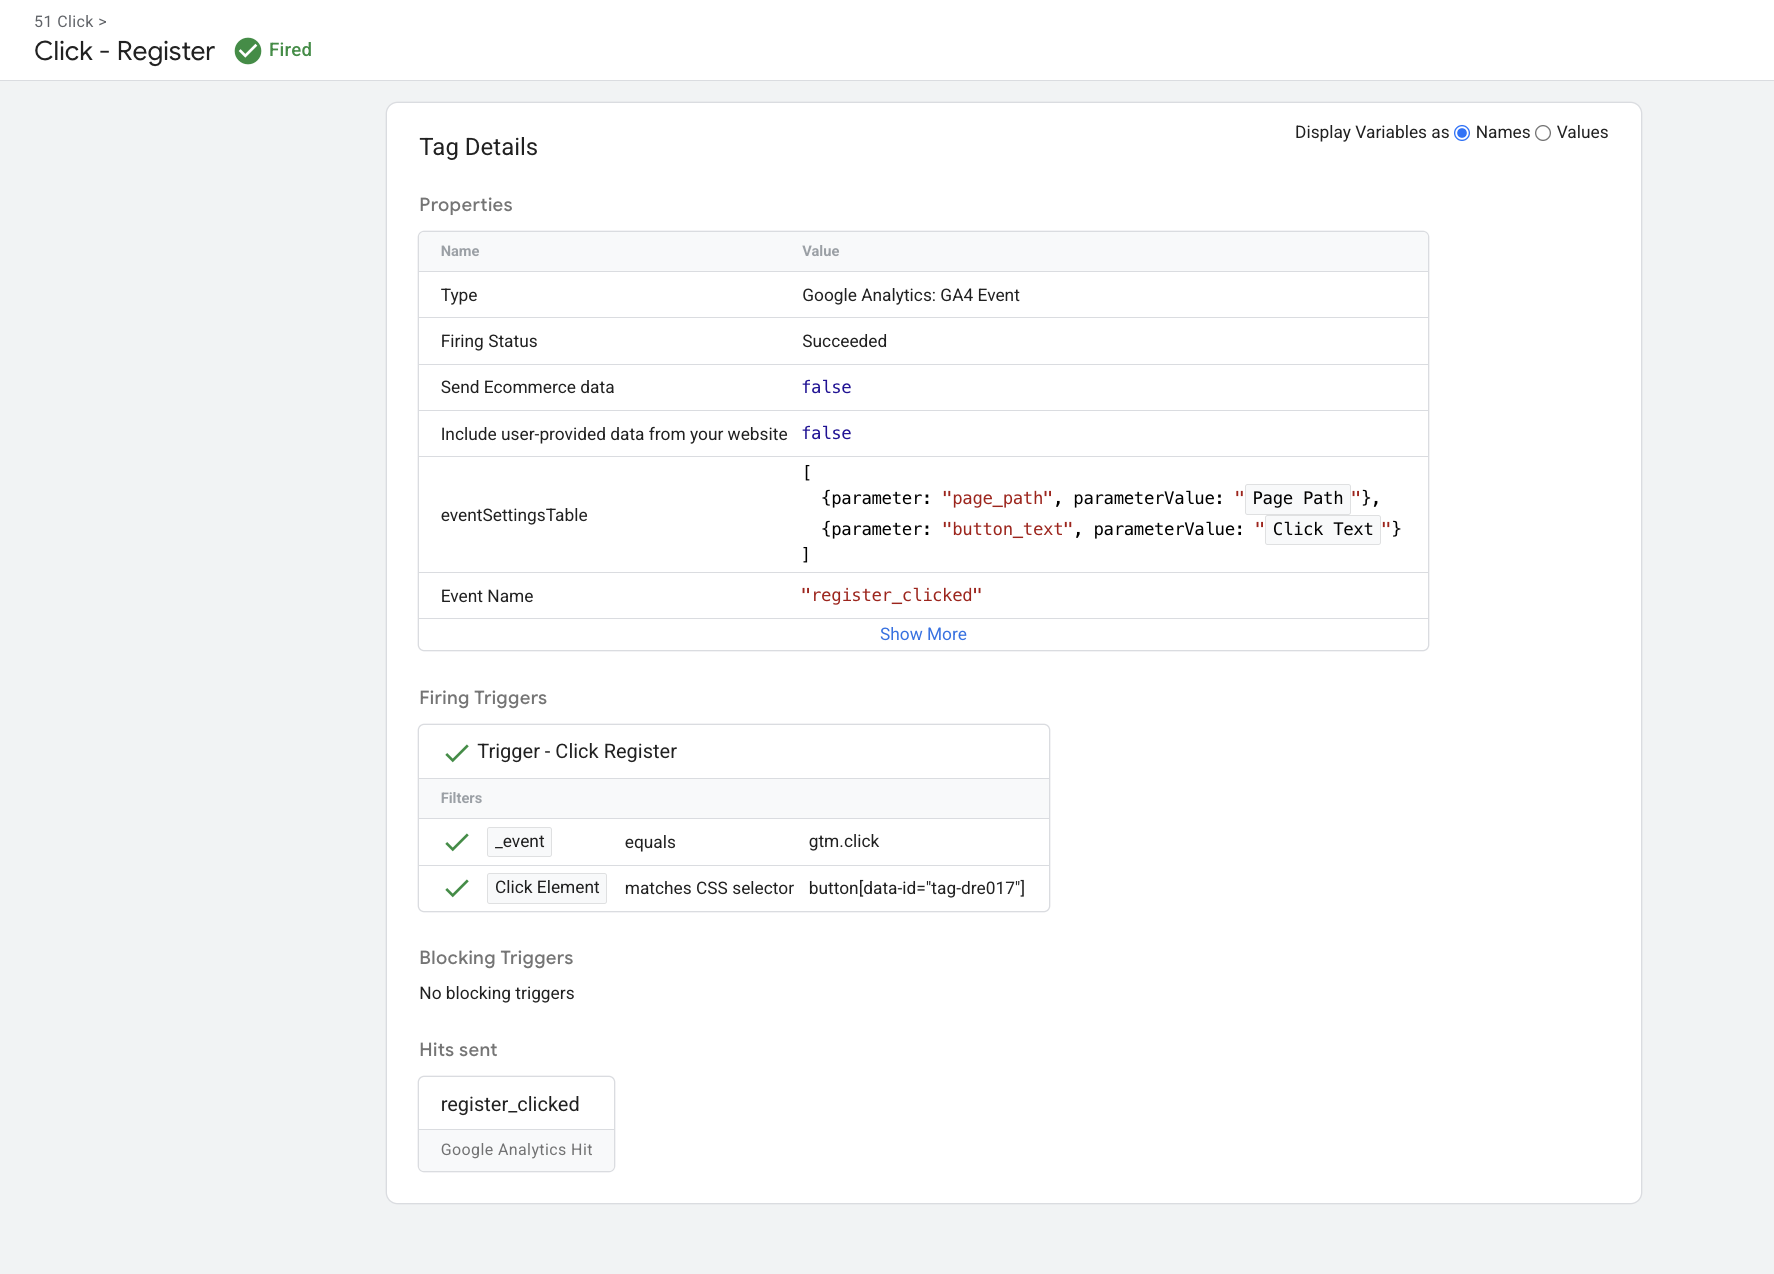 51 Click >
Click - Register Fired
Tag Details
Display Variables as Names Values
Properties
Name Value
Type Google Analytics: GA4 Event
Firing Status Succeeded
Send Ecommerce data false
Include user-provided data from your website false
eventSettingsTable
[
{parameter: "page_path", parameterValue: "Page Path"},
{parameter: "button_text", parameterValue: "Click Text"}
]
Event Name "register_clicked"
Show More
Firing Triggers
Trigger - Click Register
Filters
_event equals gtm.click
Click Element matches CSS selector button[data-id="tag-dre017"]
Blocking Triggers
No blocking triggers
Hits sent
register_clicked
Google Analytics Hit